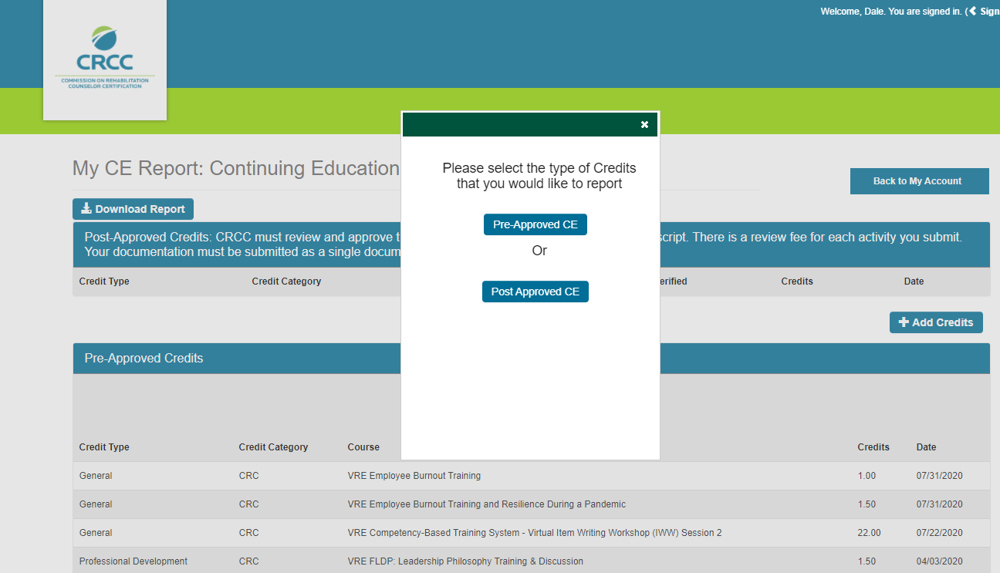 Welcome, Dale. You are signed in. ( Sign
CRCC
COMMISSION ON REHABILITATION
COUNSELOR CERTIFICATION
My CE Report: Continuing Education
Back to My Account
Download Report
Please select the type of Credits
that you would like to report
Pre-Approved CE
Or
Post Approved CE
Post-Approved Credits: CRCC must review and approve t script. There is a review fee for each activity you submit.
Your documentation must be submitted as a single docum
Credit Type Credit Category erified Credits Date
Add Credits
Pre-Approved Credits
Credit Type Credit Category Course Credits Date
General CRC VRE Employee Burnout Training 1.00 07/31/2020
General CRC VRE Employee Burnout Training and Resilience During a Pandemic 1.50 07/31/2020
General CRC VRE Competency-Based Training System - Virtual Item Writing Workshop (IWW) Session 2 22.00 07/22/2020
Professional Development CRC VRE FLDP: Leadership Philosophy Training & Discussion 1.50 04/03/2020